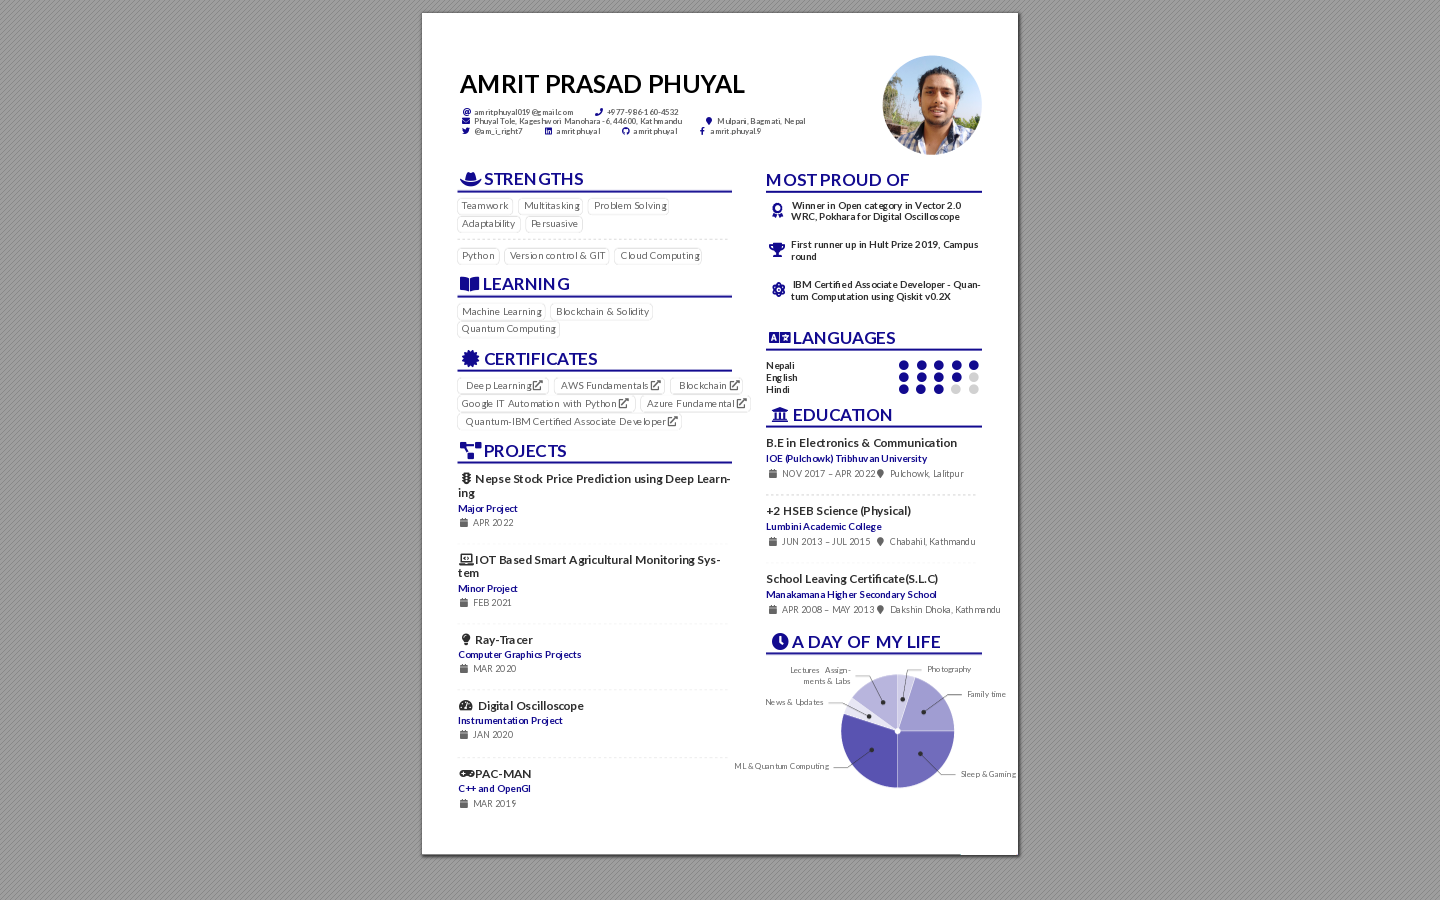 AMRIT PRASAD PHUYAL
amritphuyal019@gmail.com +977-986-160-4532
Phuyal Tole, Kageshwori Manohara-6, 44600, Kathmandu Mulpani, Bagmati, Nepal
@am_i_right7 amritphuyal amritphuyal amrit.phuyal.9
STRENGTHS
Teamwork Multitasking Problem Solving
Adaptability Persuasive
Python Version control & GIT Cloud Computing
LEARNING
Machine Learning Blockchain & Solidity
Quantum Computing
CERTIFICATES
Deep Learning AWS Fundamentals Blockchain
Google IT Automation with Python Azure Fundamental
Quantum-IBM Certified Associate Developer
PROJECTS
Nepse Stock Price Prediction using Deep Learn-
ing
Major Project
APR 2022
IOT Based Smart Agricultural Monitoring Sys-
tem
Minor Project
FEB 2021
Ray-Tracer
Computer Graphics Projects
MAR 2020
Digital Oscilloscope
Instrumentation Project
JAN 2020
PAC-MAN
C++ and OpenGl
MAR 2019
MOST PROUD OF
Winner in Open category in Vector 2.0
WRC, Pokhara for Digital Oscilloscope
First runner up in Hult Prize 2019, Campus
round
IBM Certified Associate Developer - Quan-
tum Computation using Qiskit v0.2X
LANGUAGES
Nepali
English
Hindi
EDUCATION
B.E in Electronics & Communication
IOE (Pulchowk) Tribhuvan University
NOV 2017 – APR 2022 Pulchowk, Lalitpur
+2 HSEB Science (Physical)
Lumbini Academic College
JUN 2013 – JUL 2015 Chabahil, Kathmandu
School Leaving Certificate(S.L.C)
Manakamana Higher Secondary School
APR 2008 – MAY 2013 Dakshin Dhoka, Kathmandu
A DAY OF MY LIFE
Lectures Assign-
ments & Labs
Photography
Family time
News & Updates
ML & Quantum Computing
Sleep & Gaming